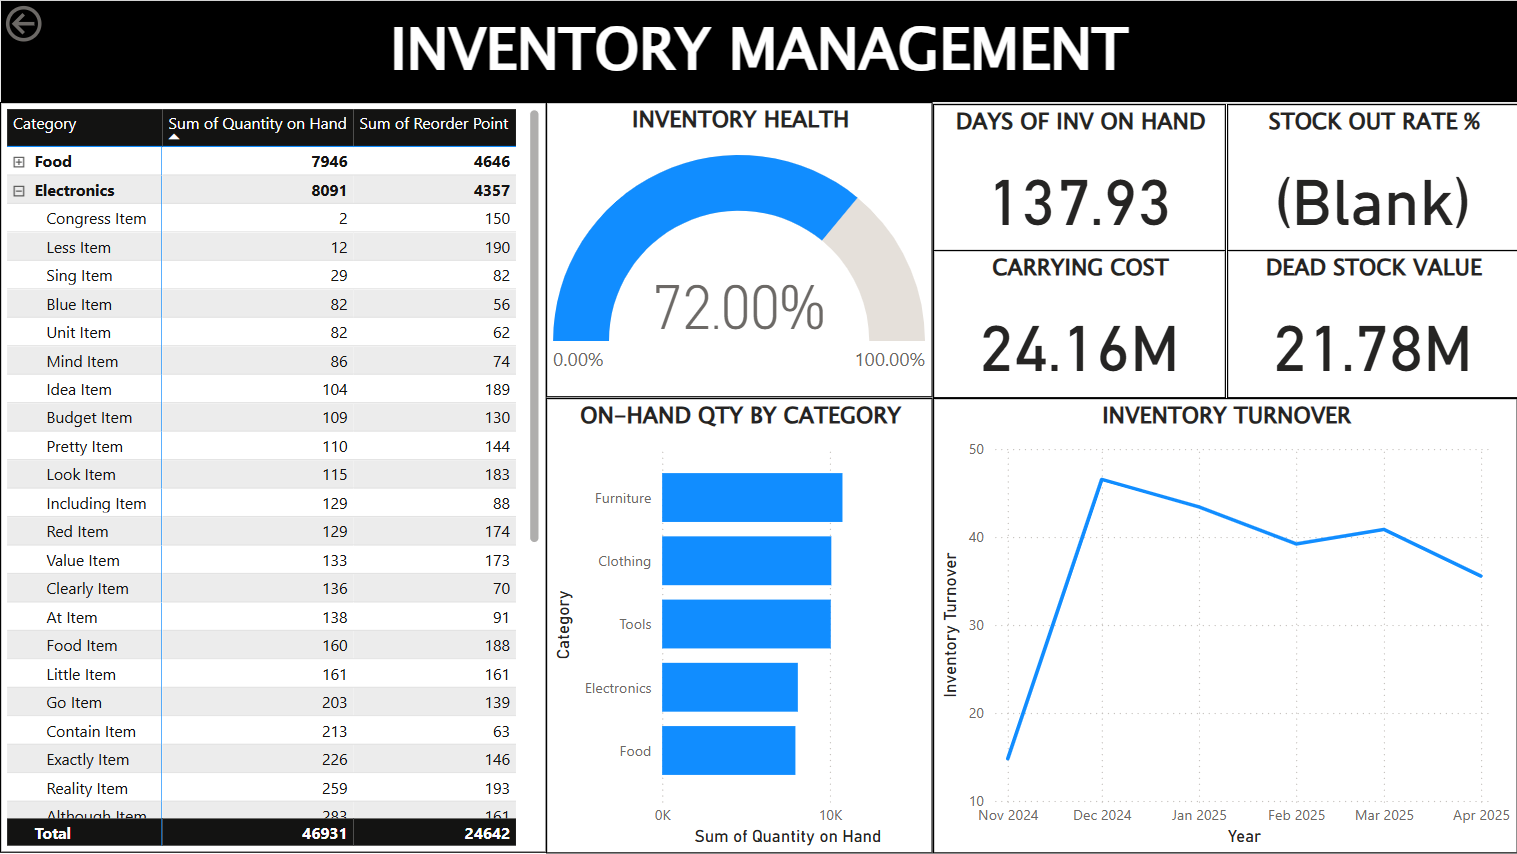 INVENTORY MANAGEMENT
Category Sum of Quantity on Hand Sum of Reorder Point
Food 7946 4646
Electronics 8091 4357
Congress Item 2 150
Less Item 12 190
Sing Item 29 82
Blue Item 82 56
Unit Item 82 62
Mind Item 86 74
Idea Item 104 189
Budget Item 109 130
Pretty Item 110 144
Look Item 115 183
Including Item 129 88
Red Item 129 174
Value Item 133 173
Clearly Item 136 70
At Item 138 91
Food Item 160 188
Little Item 161 161
Go Item 203 139
Contain Item 213 63
Exactly Item 226 146
Reality Item 259 193
Although Item 283 161
Total 46931 24642
INVENTORY HEALTH
72.00%
0.00% 100.00%
DAYS OF INV ON HAND
137.93
STOCK OUT RATE %
(Blank)
CARRYING COST
24.16M
DEAD STOCK VALUE
21.78M
ON-HAND QTY BY CATEGORY
Category
Furniture
Clothing
Tools
Electronics
Food
0K 10K
Sum of Quantity on Hand
INVENTORY TURNOVER
Inventory Turnover
50
40
30
20
10
Nov 2024 Dec 2024 Jan 2025 Feb 2025 Mar 2025 Apr 2025
Year